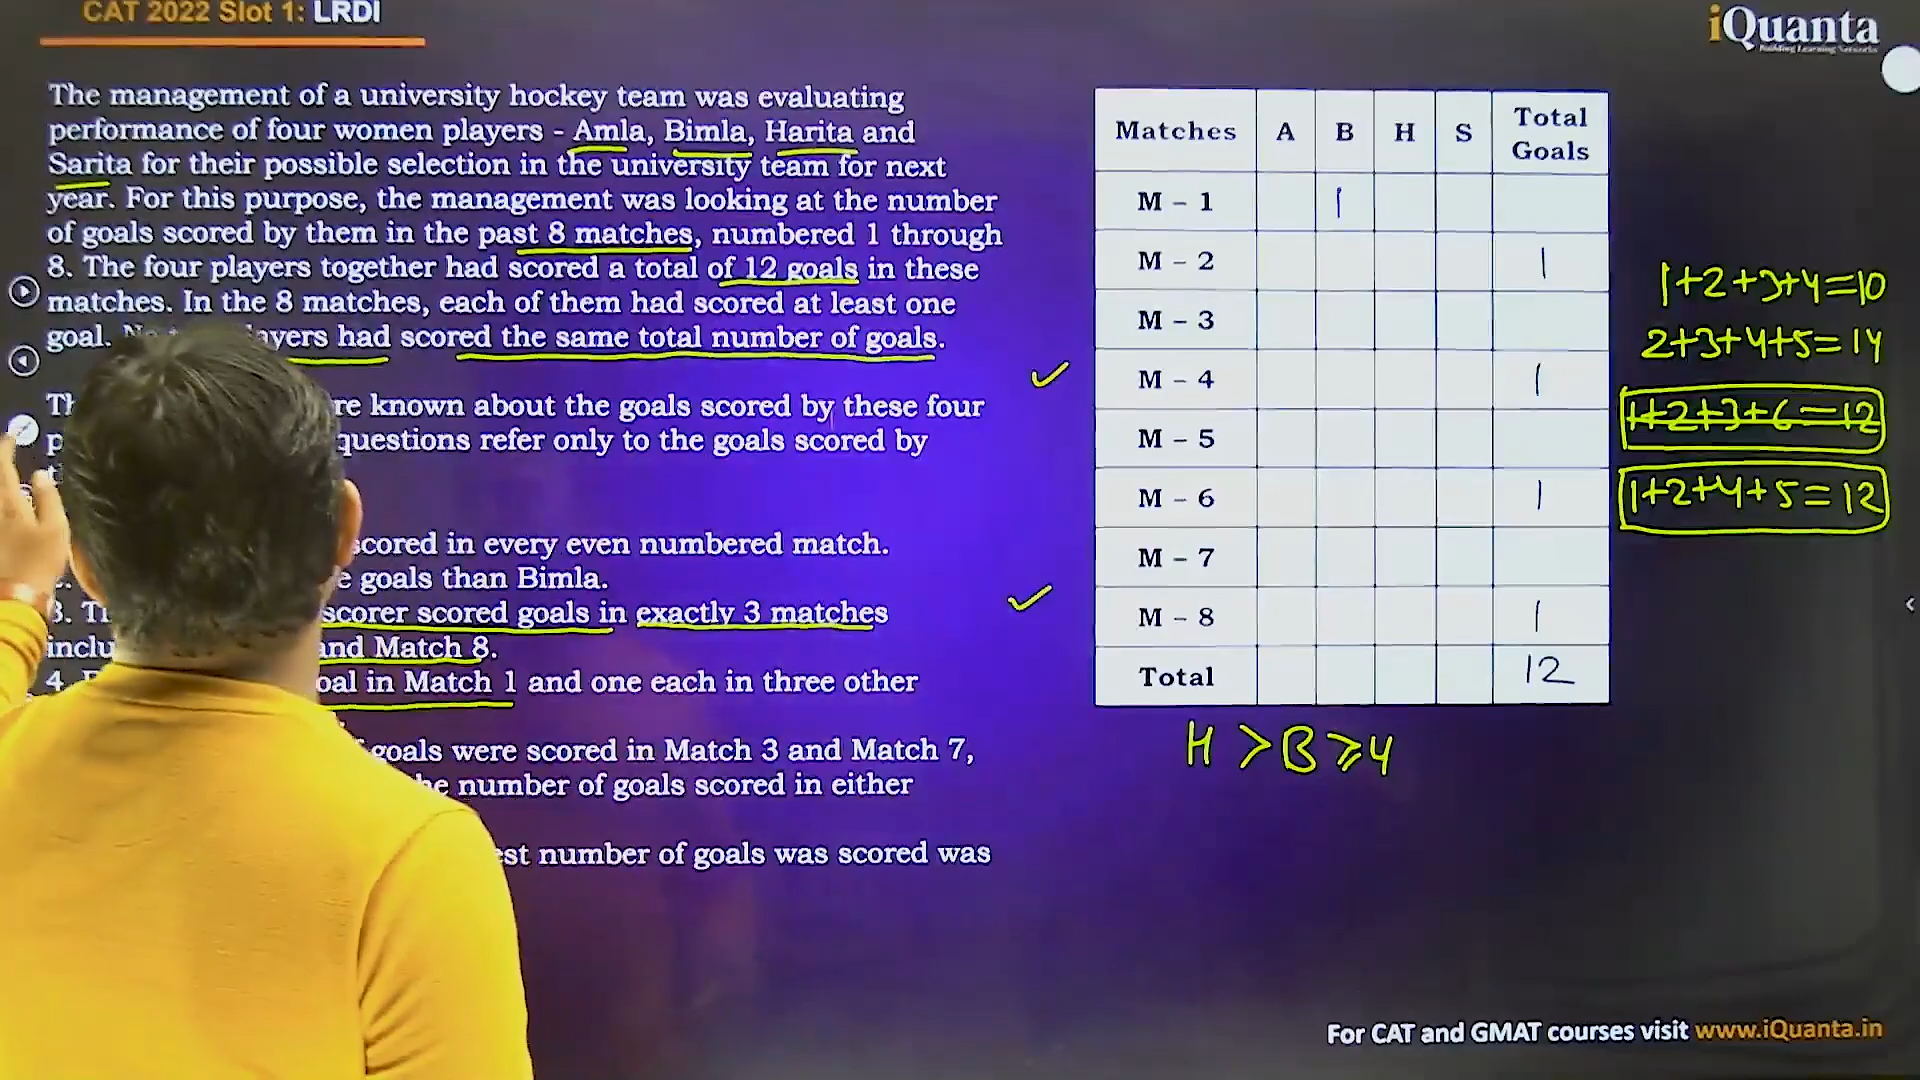 CAT 2022 Slot 1: LRDI
iQuanta
Building Learning Networks
The management of a university hockey team was evaluating
performance of four women players - Amla, Bimla, Harita and
Sarita for their possible selection in the university team for next
year. For this purpose, the management was looking at the number
of goals scored by them in the past 8 matches, numbered 1 through
8. The four players together had scored a total of 12 goals in these
matches. In the 8 matches, each of them had scored at least one
goal. had scored the same total number of goals.
known about the goals scored by these four
questions refer only to the goals scored by
scored in every even numbered match.
goals than Bimla.
3. scorer scored goals in exactly 3 matches
and Match 8.
4. in Match 1 and one each in three other
goals were scored in Match 3 and Match 7,
number of goals scored in either
number of goals was scored was
Matches A B H S Total Goals
M - 1 1
M - 2 1
M - 3
M - 4 1
M - 5
M - 6 1
M - 7
M - 8 1
Total 12
H > B ≥ 4
1+2+3+4=10
2+3+4+5=14
1+2+3+6=12
1+2+4+5=12
For CAT and GMAT courses visit www.iQuanta.in